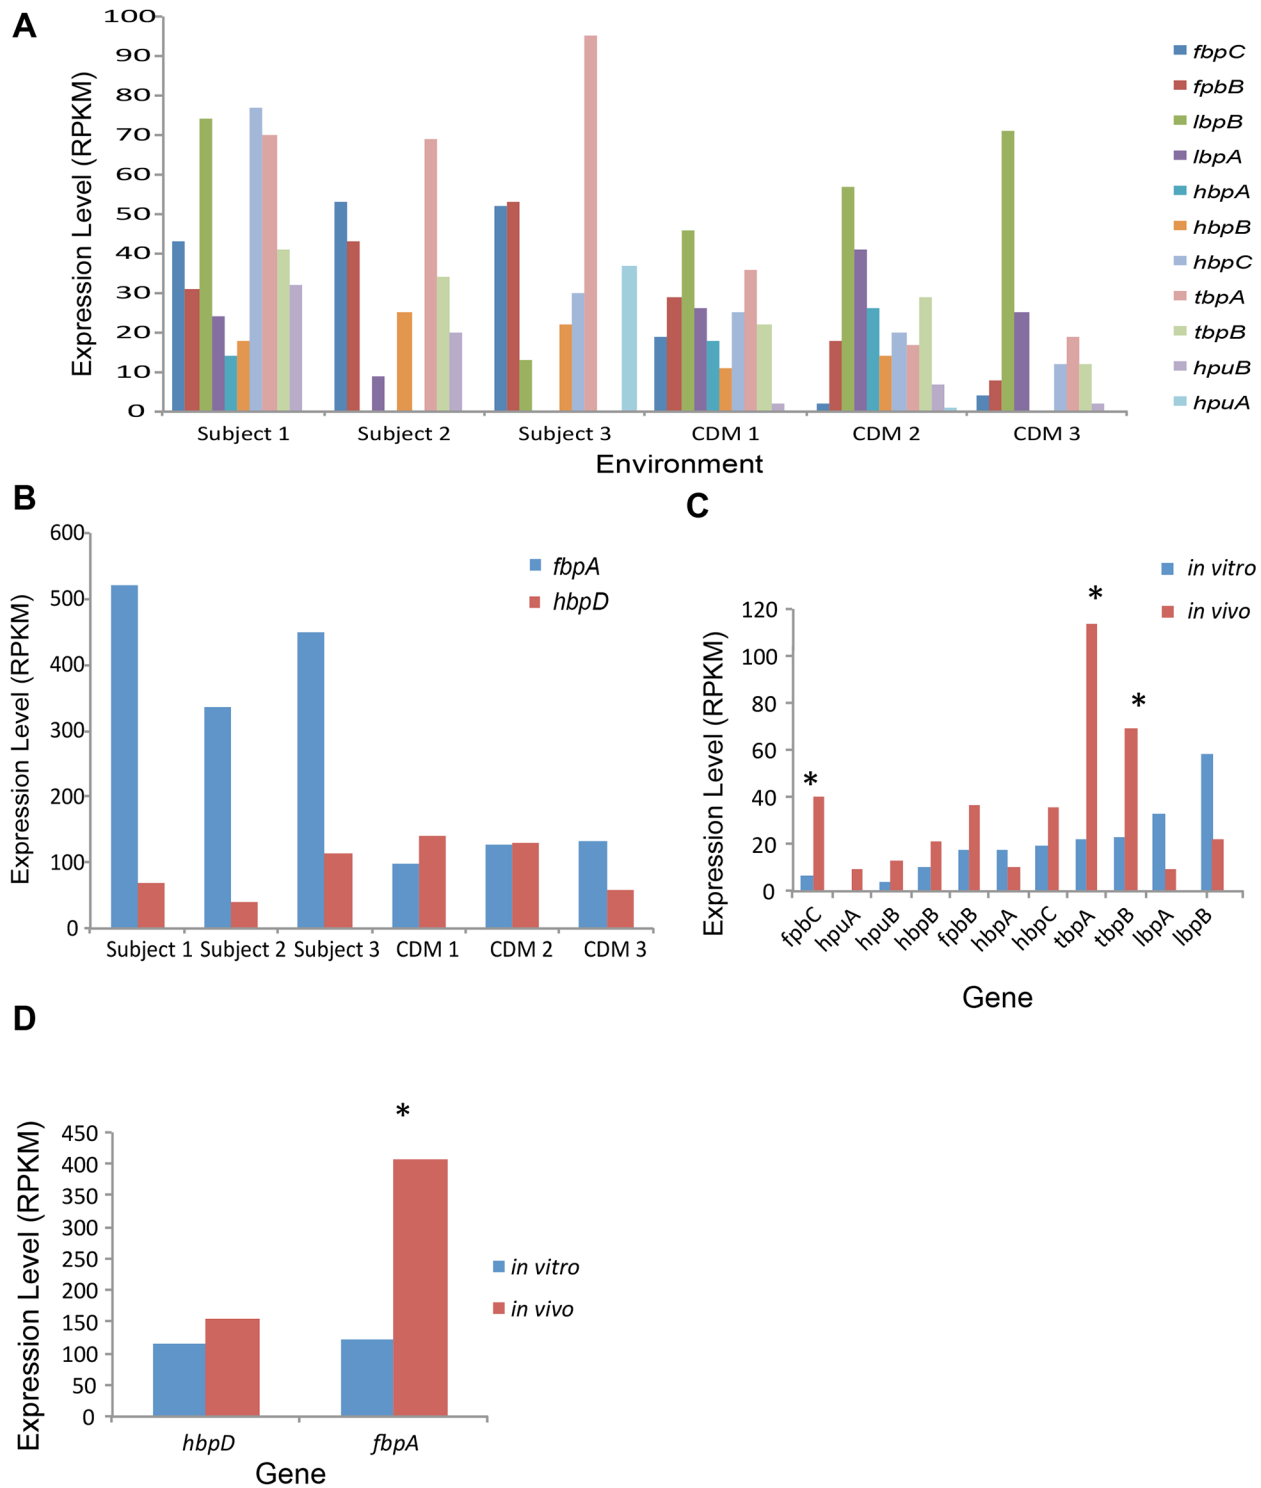 A
Expression Level (RPKM)
100
90
80
70
60
50
40
30
20
10
0
Subject 1 Subject 2 Subject 3 CDM 1 CDM 2 CDM 3
Environment
fbpC
fpbB
lbpB
lbpA
hbpA
hbpB
hbpC
tbpA
tbpB
hpuB
hpuA
B
Expression Level (RPKM)
600
500
400
300
200
100
0
Subject 1 Subject 2 Subject 3 CDM 1 CDM 2 CDM 3
fbpA
hbpD
C
Expression Level (RPKM)
120
100
80
60
40
20
0
*
*
*
fpbC hpuA hpuB hbpB fpbB hbpA hbpC tbpA tbpB lbpA lbpB
Gene
in vitro
in vivo
D
Expression Level (RPKM)
450
400
350
300
250
200
150
100
50
0
*
hbpD fbpA
Gene
in vitro
in vivo